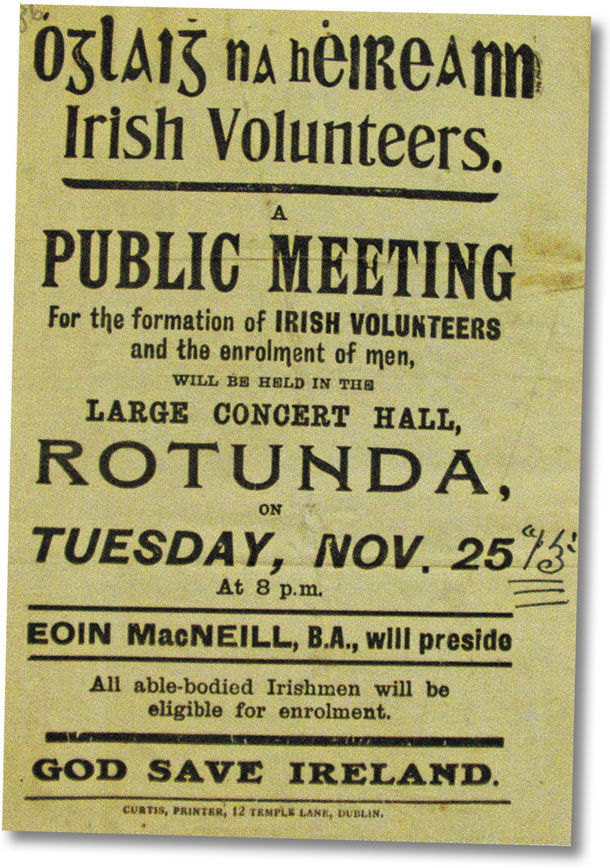 Óglaiġ na hÉireann
Irish Volunteers.
A
PUBLIC MEETING
For the formation of IRISH VOLUNTEERS
and the enrolment of men,
WILL BE HELD IN THE
LARGE CONCERT HALL,
ROTUNDA,
ON
TUESDAY, NOV. 25 "13'
At 8 p.m.
EOIN MacNEILL, B.A., will preside
All able-bodied Irishmen will be
eligible for enrolment.
GOD SAVE IRELAND.
CURTIS, PRINTER, 12 TEMPLE LANE, DUBLIN.